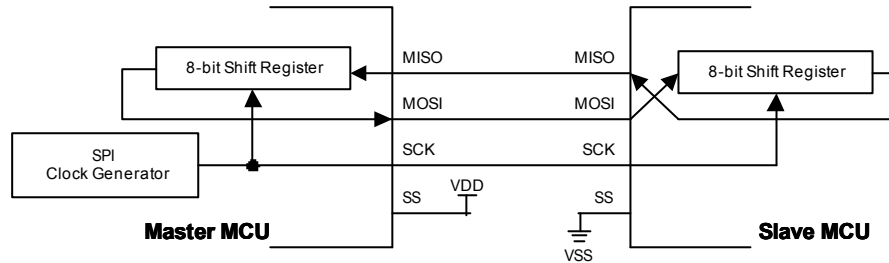 MISO
MISO
8-bit Shift Register
8-bit Shift Register
MOSI
MOSI
SPI
Clock Generator
SCK
SCK
VDD
SS
SS
Master MCU
Slave MCU
VSS